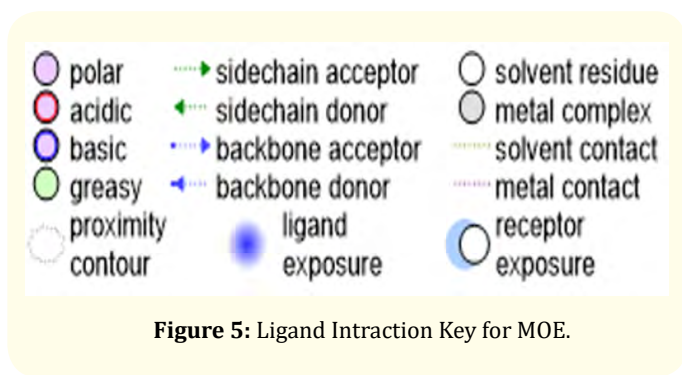 polar sidechain acceptor solvent residue
acidic sidechain donor metal complex
basic backbone acceptor solvent contact
greasy backbone donor metal contact
proximity ligand receptor
contour exposure exposure
Figure 5: Ligand Intraction Key for MOE.